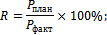 R = Pплан / Pфакт × 100%;